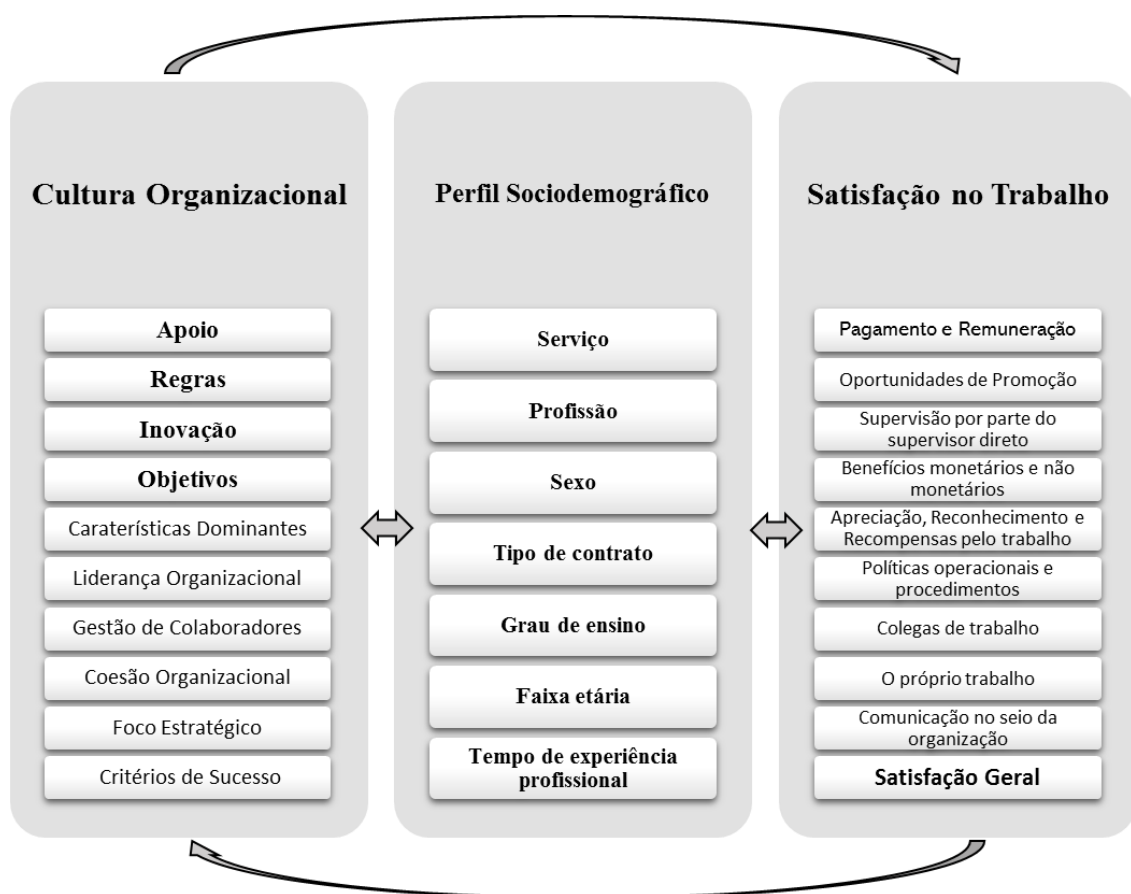 Cultura Organizacional
Apoio
Regras
Inovação
Objetivos
Caraterísticas Dominantes
Liderança Organizacional
Gestão de Colaboradores
Coesão Organizacional
Foco Estratégico
Critérios de Sucesso
Perfil Sociodemográfico
Serviço
Profissão
Sexo
Tipo de contrato
Grau de ensino
Faixa etária
Tempo de experiência
profissional
Satisfação no Trabalho
Pagamento e Remuneração
Oportunidades de Promoção
Supervisão por parte do
supervisor direto
Benefícios monetários e não
monetários
Apreciação, Reconhecimento e
Recompensas pelo trabalho
Políticas operacionais e
procedimentos
Colegas de trabalho
O próprio trabalho
Comunicação no seio da
organização
Satisfação Geral